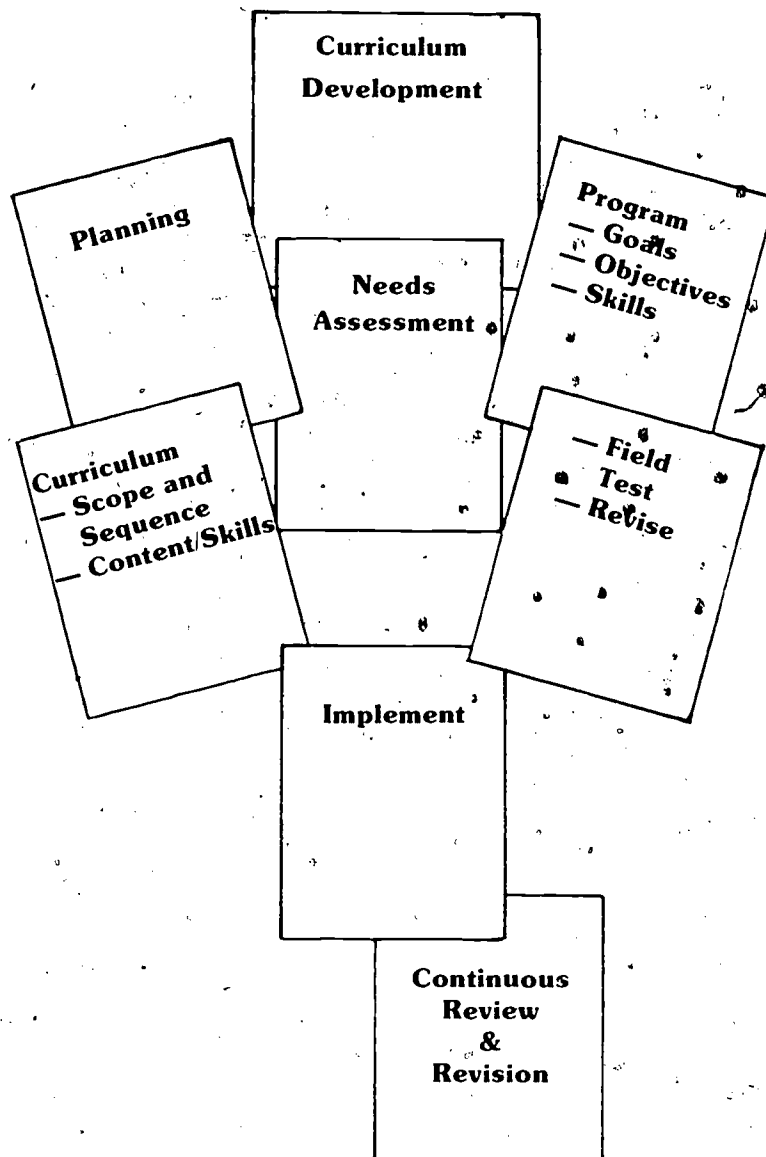 Curriculum
Development
Planning
Needs
Assessment
Program
— Goals
— Objectives
— Skills
Curriculum
— Scope and
Sequence
— Content/Skills
— Field
Test
— Revise
Implement
Continuous
Review
&
Revision